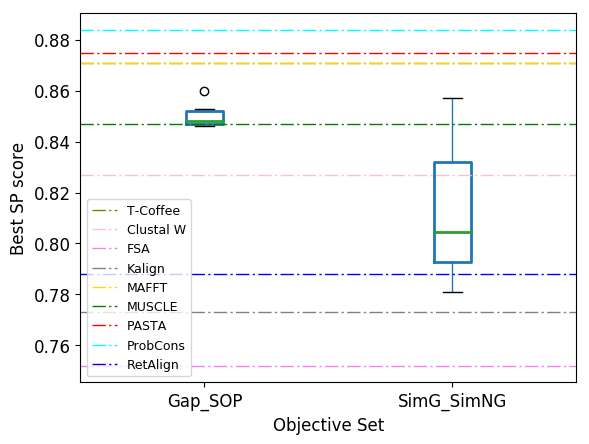 0.88
0.86
0.84
0.82
0.80
0.78
0.76
Best SP score
T-Coffee
Clustal W
FSA
Kalign
MAFFT
MUSCLE
PASTA
ProbCons
RetAlign
Gap_SOP
SimG_SimNG
Objective Set